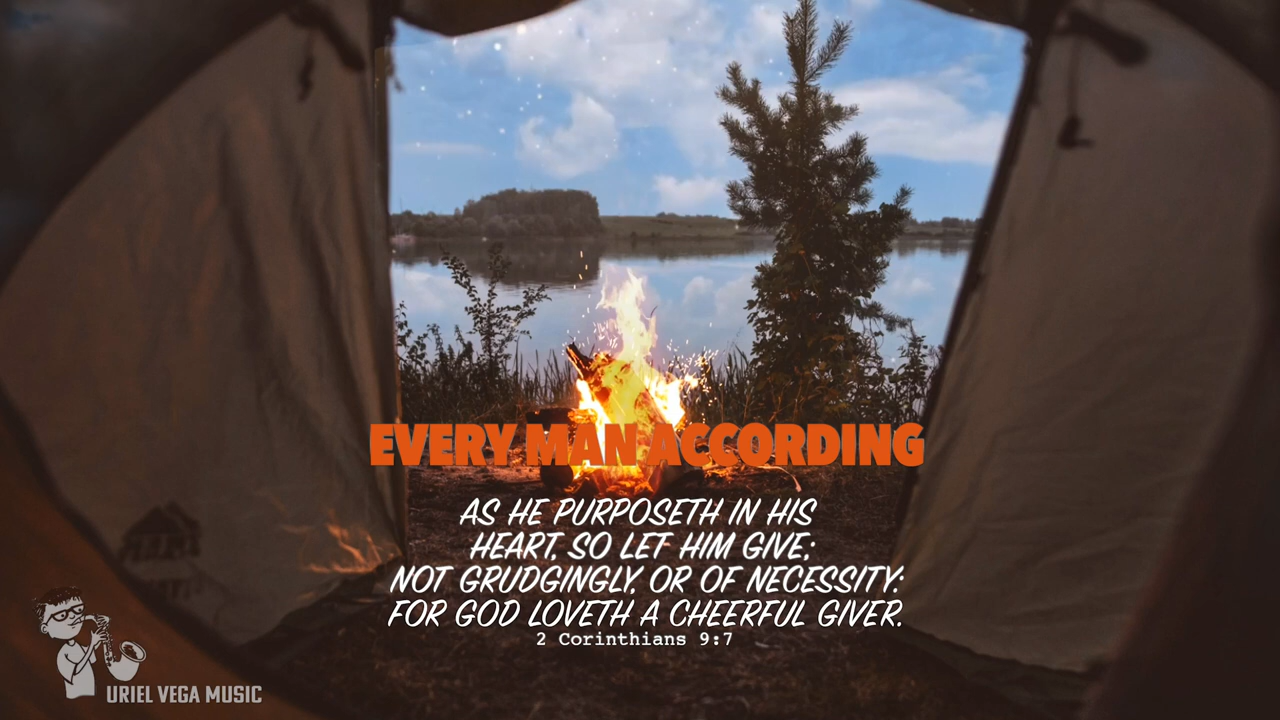 EVERY MAN ACCORDING
AS HE PURPOSETH IN HIS
HEART, SO LET HIM GIVE;
NOT GRUDGINGLY, OR OF NECESSITY:
FOR GOD LOVETH A CHEERFUL GIVER.
2 Corinthians 9:7
URIEL VEGA MUSIC